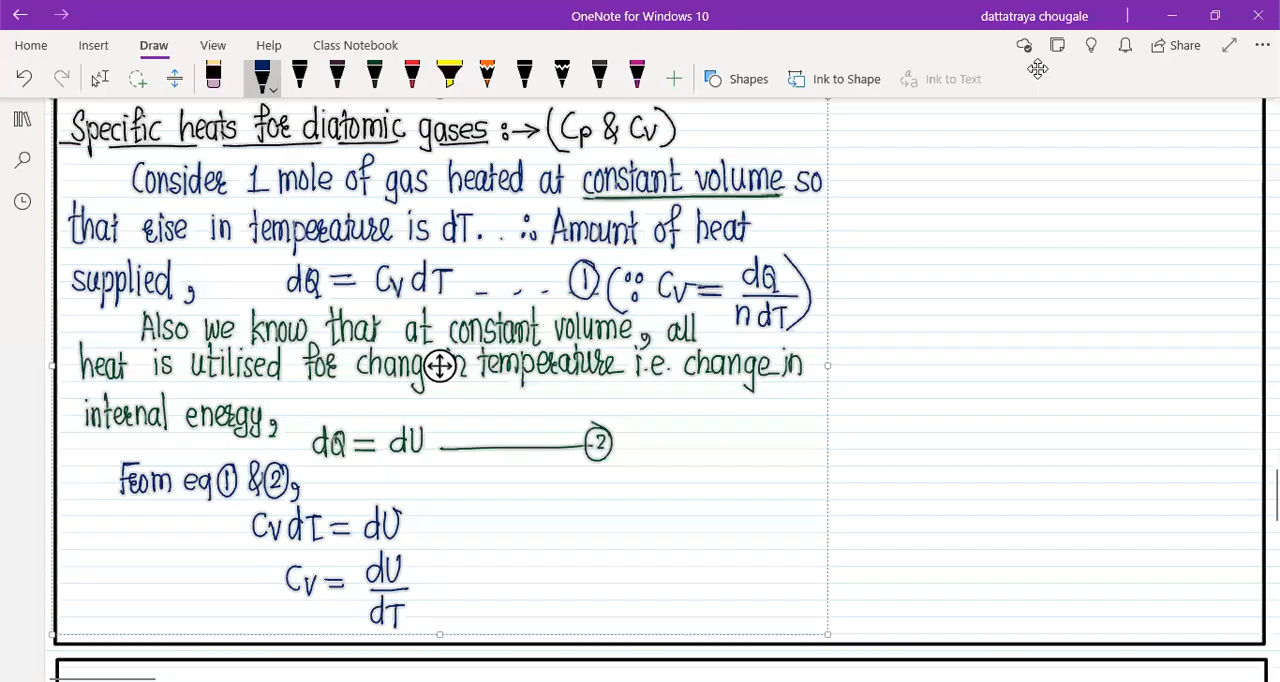 OneNote for Windows 10
dattatraya chougale
Home Insert Draw View Help Class Notebook Share
Shapes Ink to Shape Ink to Text
Specific heats for diatomic gases :→ (Cp & Cv)
Consider 1 mole of gas heated at constant volume so
that rise in temperature is dT. ∴ Amount of heat
supplied, dQ = Cv dT _ . . . ① (∵ Cv = dQ/ndT)
Also we know that at constant volume, all
heat is utilised for change in temperature i.e. change in
internal energy,
dQ = dU ——— ②
From eq ① & ②,
Cv dT = dU
Cv = dU/dT